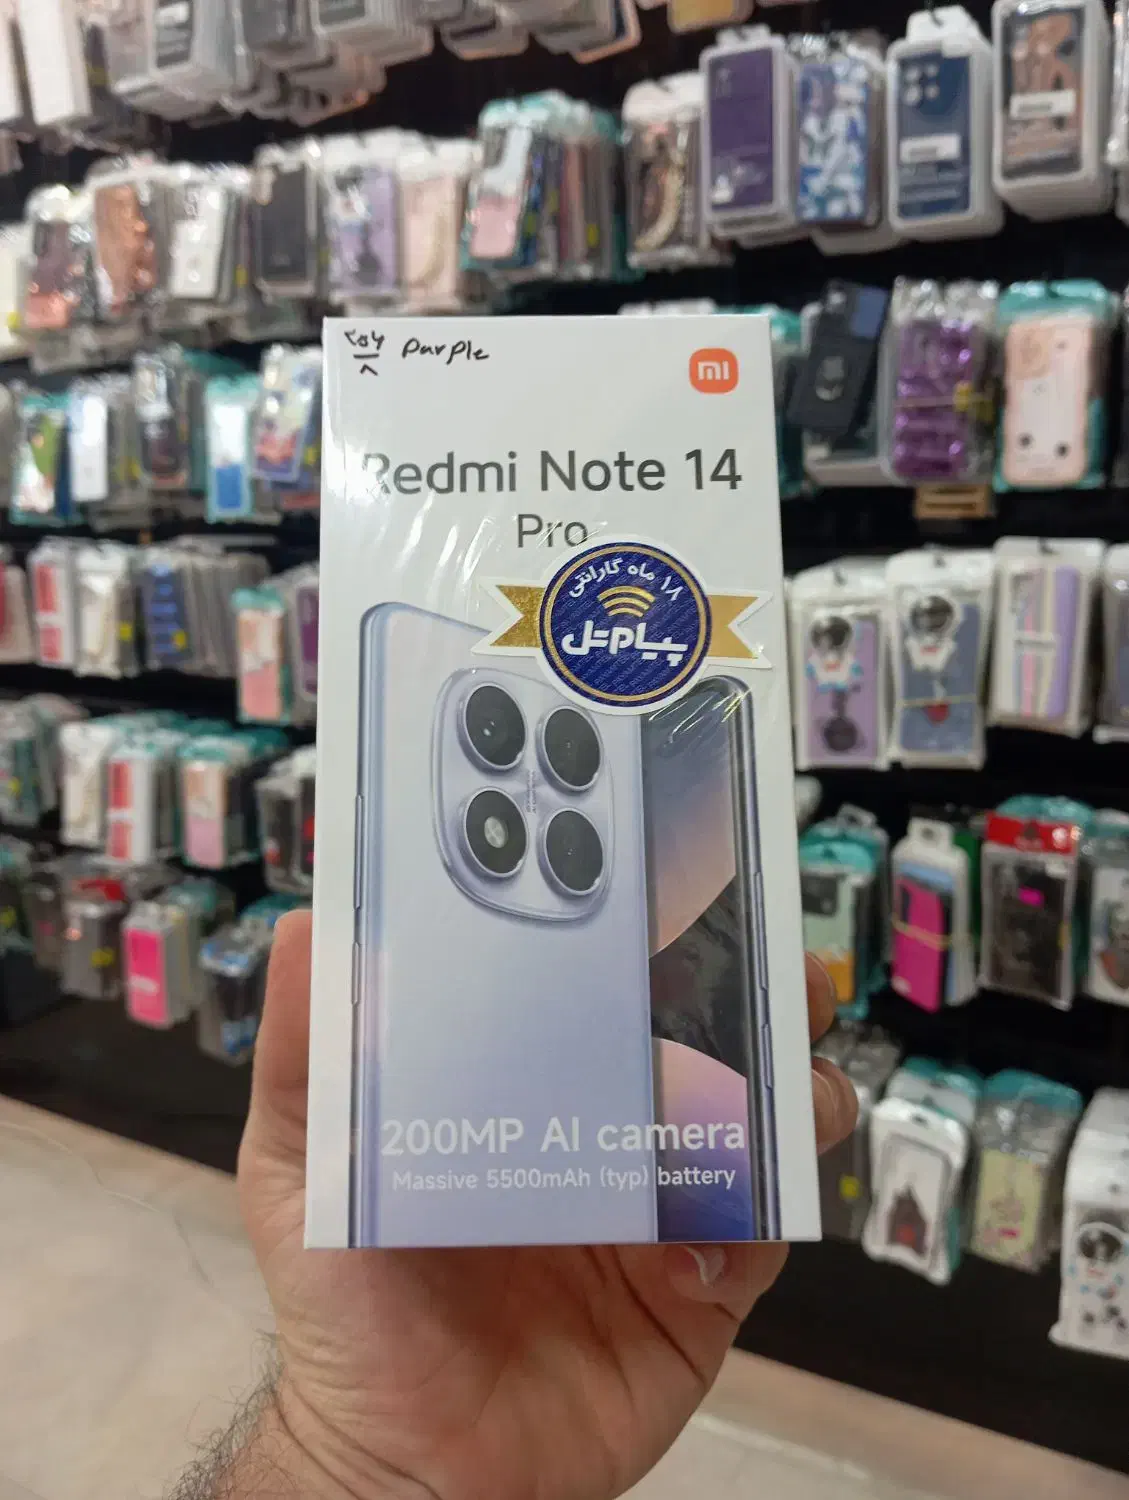 ۲۵۶ purple
۸
mi
Redmi Note 14
Pro
۱۸ ماه گارانتی
پیام‌تل
200MP AI camera
Massive 5500mAh (typ) battery